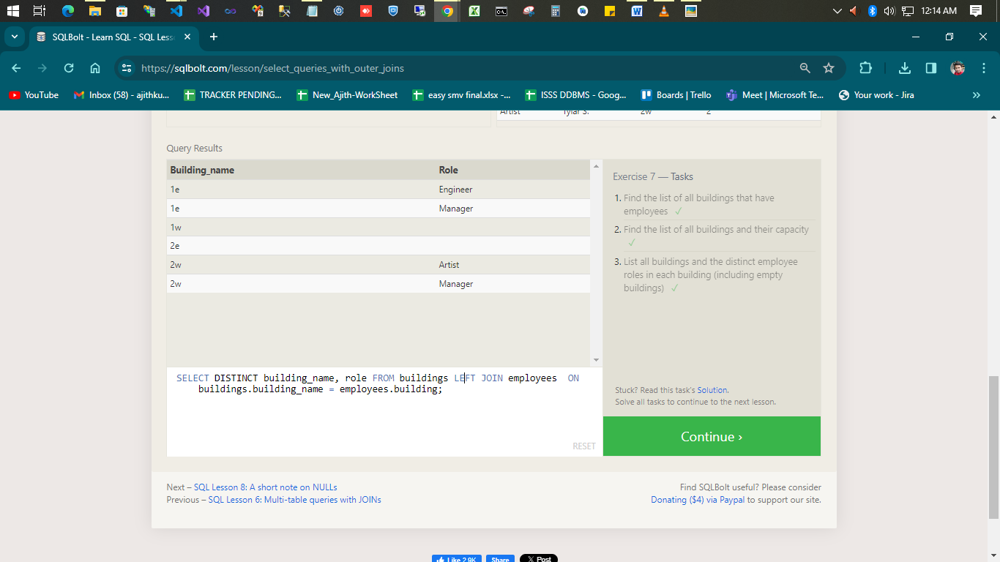 12:14 AM
SQLBolt - Learn SQL - SQL Less
https://sqlbolt.com/lesson/select_queries_with_outer_joins
YouTube
Inbox (58) - ajithku...
TRACKER PENDING...
New_Ajith-WorkSheet
easy smv final.xlsx -...
ISSS DDBMS - Goog...
Boards | Trello
Meet | Microsoft Te...
Your work - Jira
»
Artist Tylar S. 2w 2
Query Results
Building_name Role
1e Engineer
1e Manager
1w
2e
2w Artist
2w Manager
Exercise 7 — Tasks
1. Find the list of all buildings that have
employees ✓
2. Find the list of all buildings and their capacity
✓
3. List all buildings and the distinct employee
roles in each building (including empty
buildings) ✓
Stuck? Read this task's Solution.
Solve all tasks to continue to the next lesson.
Continue ›
SELECT DISTINCT building_name, role FROM buildings LEFT JOIN employees  ON
buildings.building_name = employees.building;
RESET
Next – SQL Lesson 8: A short note on NULLs
Previous – SQL Lesson 6: Multi-table queries with JOINs
Find SQLBolt useful? Please consider
Donating ($4) via Paypal to support our site.
Like 2.9K
Share
X Post